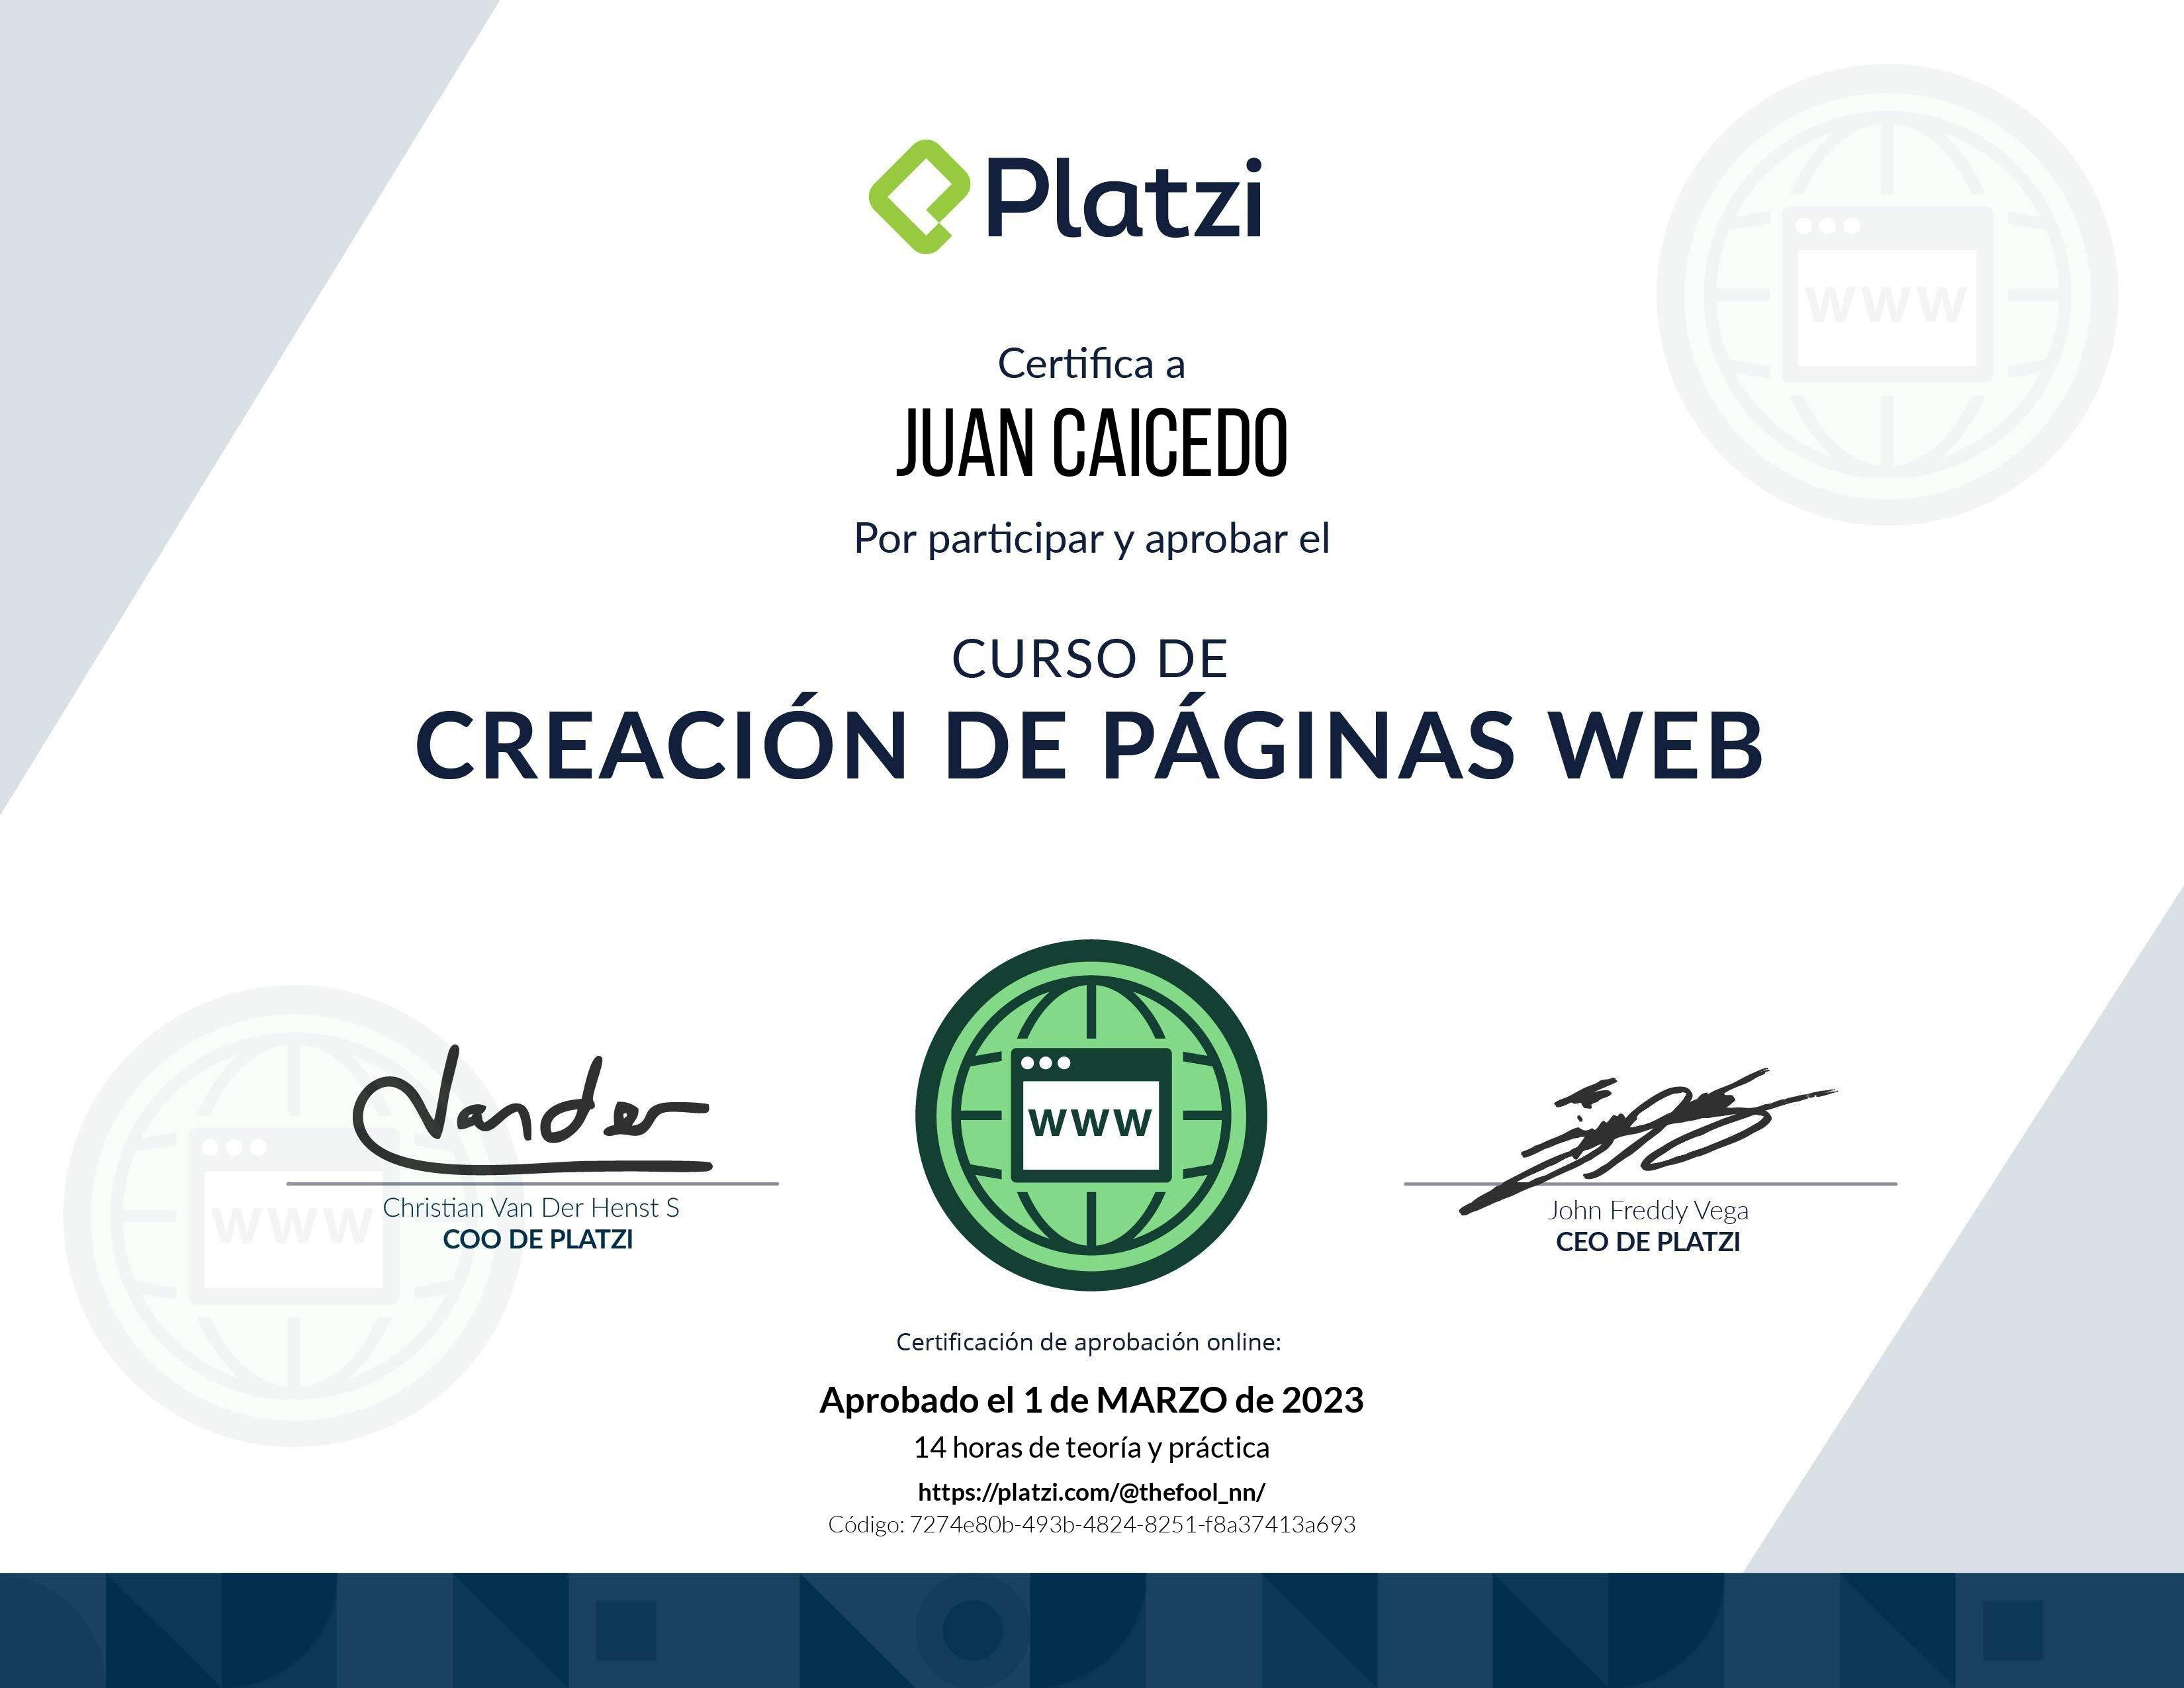 Platzi
WWW
Certifica a
JUAN CAICEDO
Por participar y aprobar el
CURSO DE
CREACIÓN DE PÁGINAS WEB
Vander
WWW
Christian Van Der Henst S
COO DE PLATZI
WWW
John Freddy Vega
CEO DE PLATZI
Certificación de aprobación online:
Aprobado el 1 de MARZO de 2023
14 horas de teoría y práctica
https://platzi.com/@thefool_nn/
Código: 7274e80b-493b-4824-8251-f8a37413a693